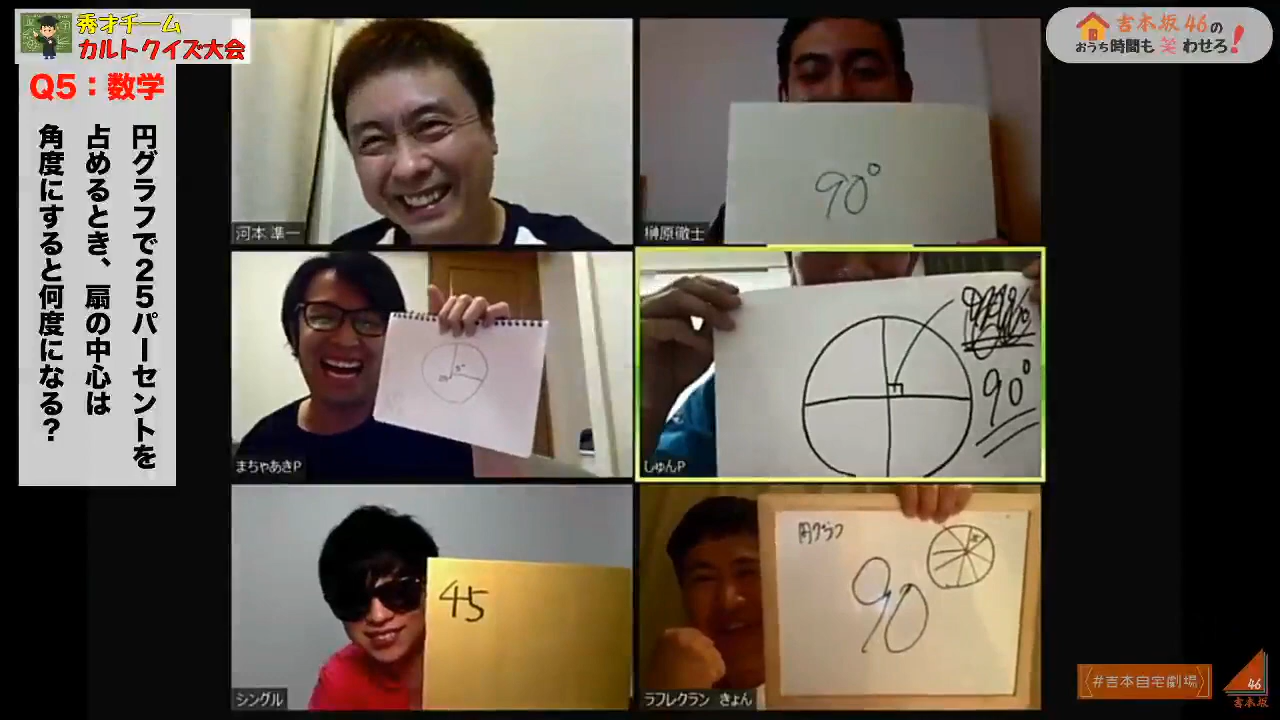 秀才チーム
カルトクイズ大会
Q5：数学
円グラフで25パーセントを
占めるとき、扇の中心は
角度にすると何度になる？
吉本坂46の
おうち時間も笑わせろ！
河本 準一
90°
榊原徹士
まちゃあきP
90°
しゅんP
45
シングル
円グラフ
90
ラフレクラン きょん
#吉本自宅劇場
46
吉本坂